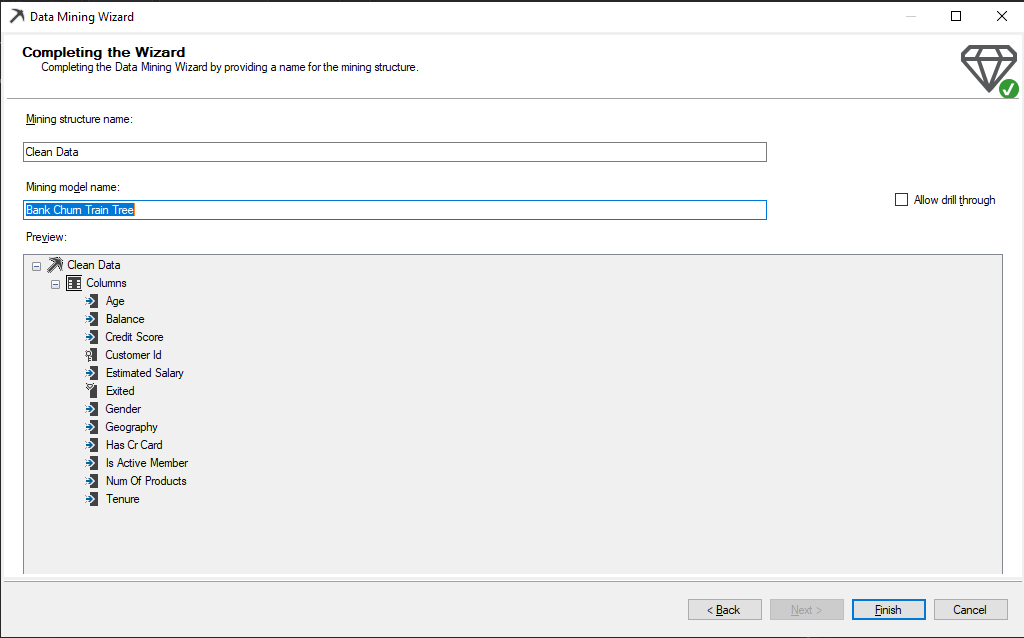 Data Mining Wizard
Completing the Wizard
Completing the Data Mining Wizard by providing a name for the mining structure.
Mining structure name:
Clean Data
Mining model name:
Bank Churn Train Tree
Allow drill through
Preview:
Clean Data
Columns
Age
Balance
Credit Score
Customer Id
Estimated Salary
Exited
Gender
Geography
Has Cr Card
Is Active Member
Num Of Products
Tenure
< Back
Next >
Finish
Cancel